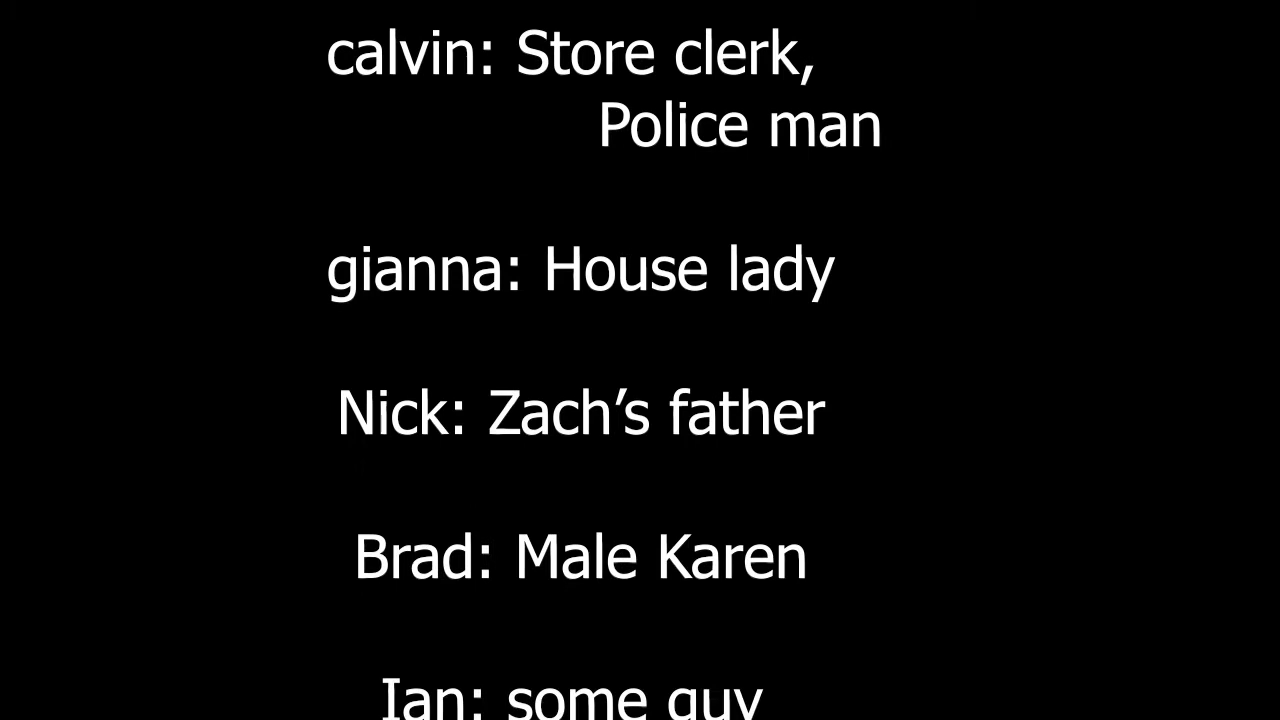 calvin: Store clerk,
Police man
gianna: House lady
Nick: Zach’s father
Brad: Male Karen
Ian: some guy